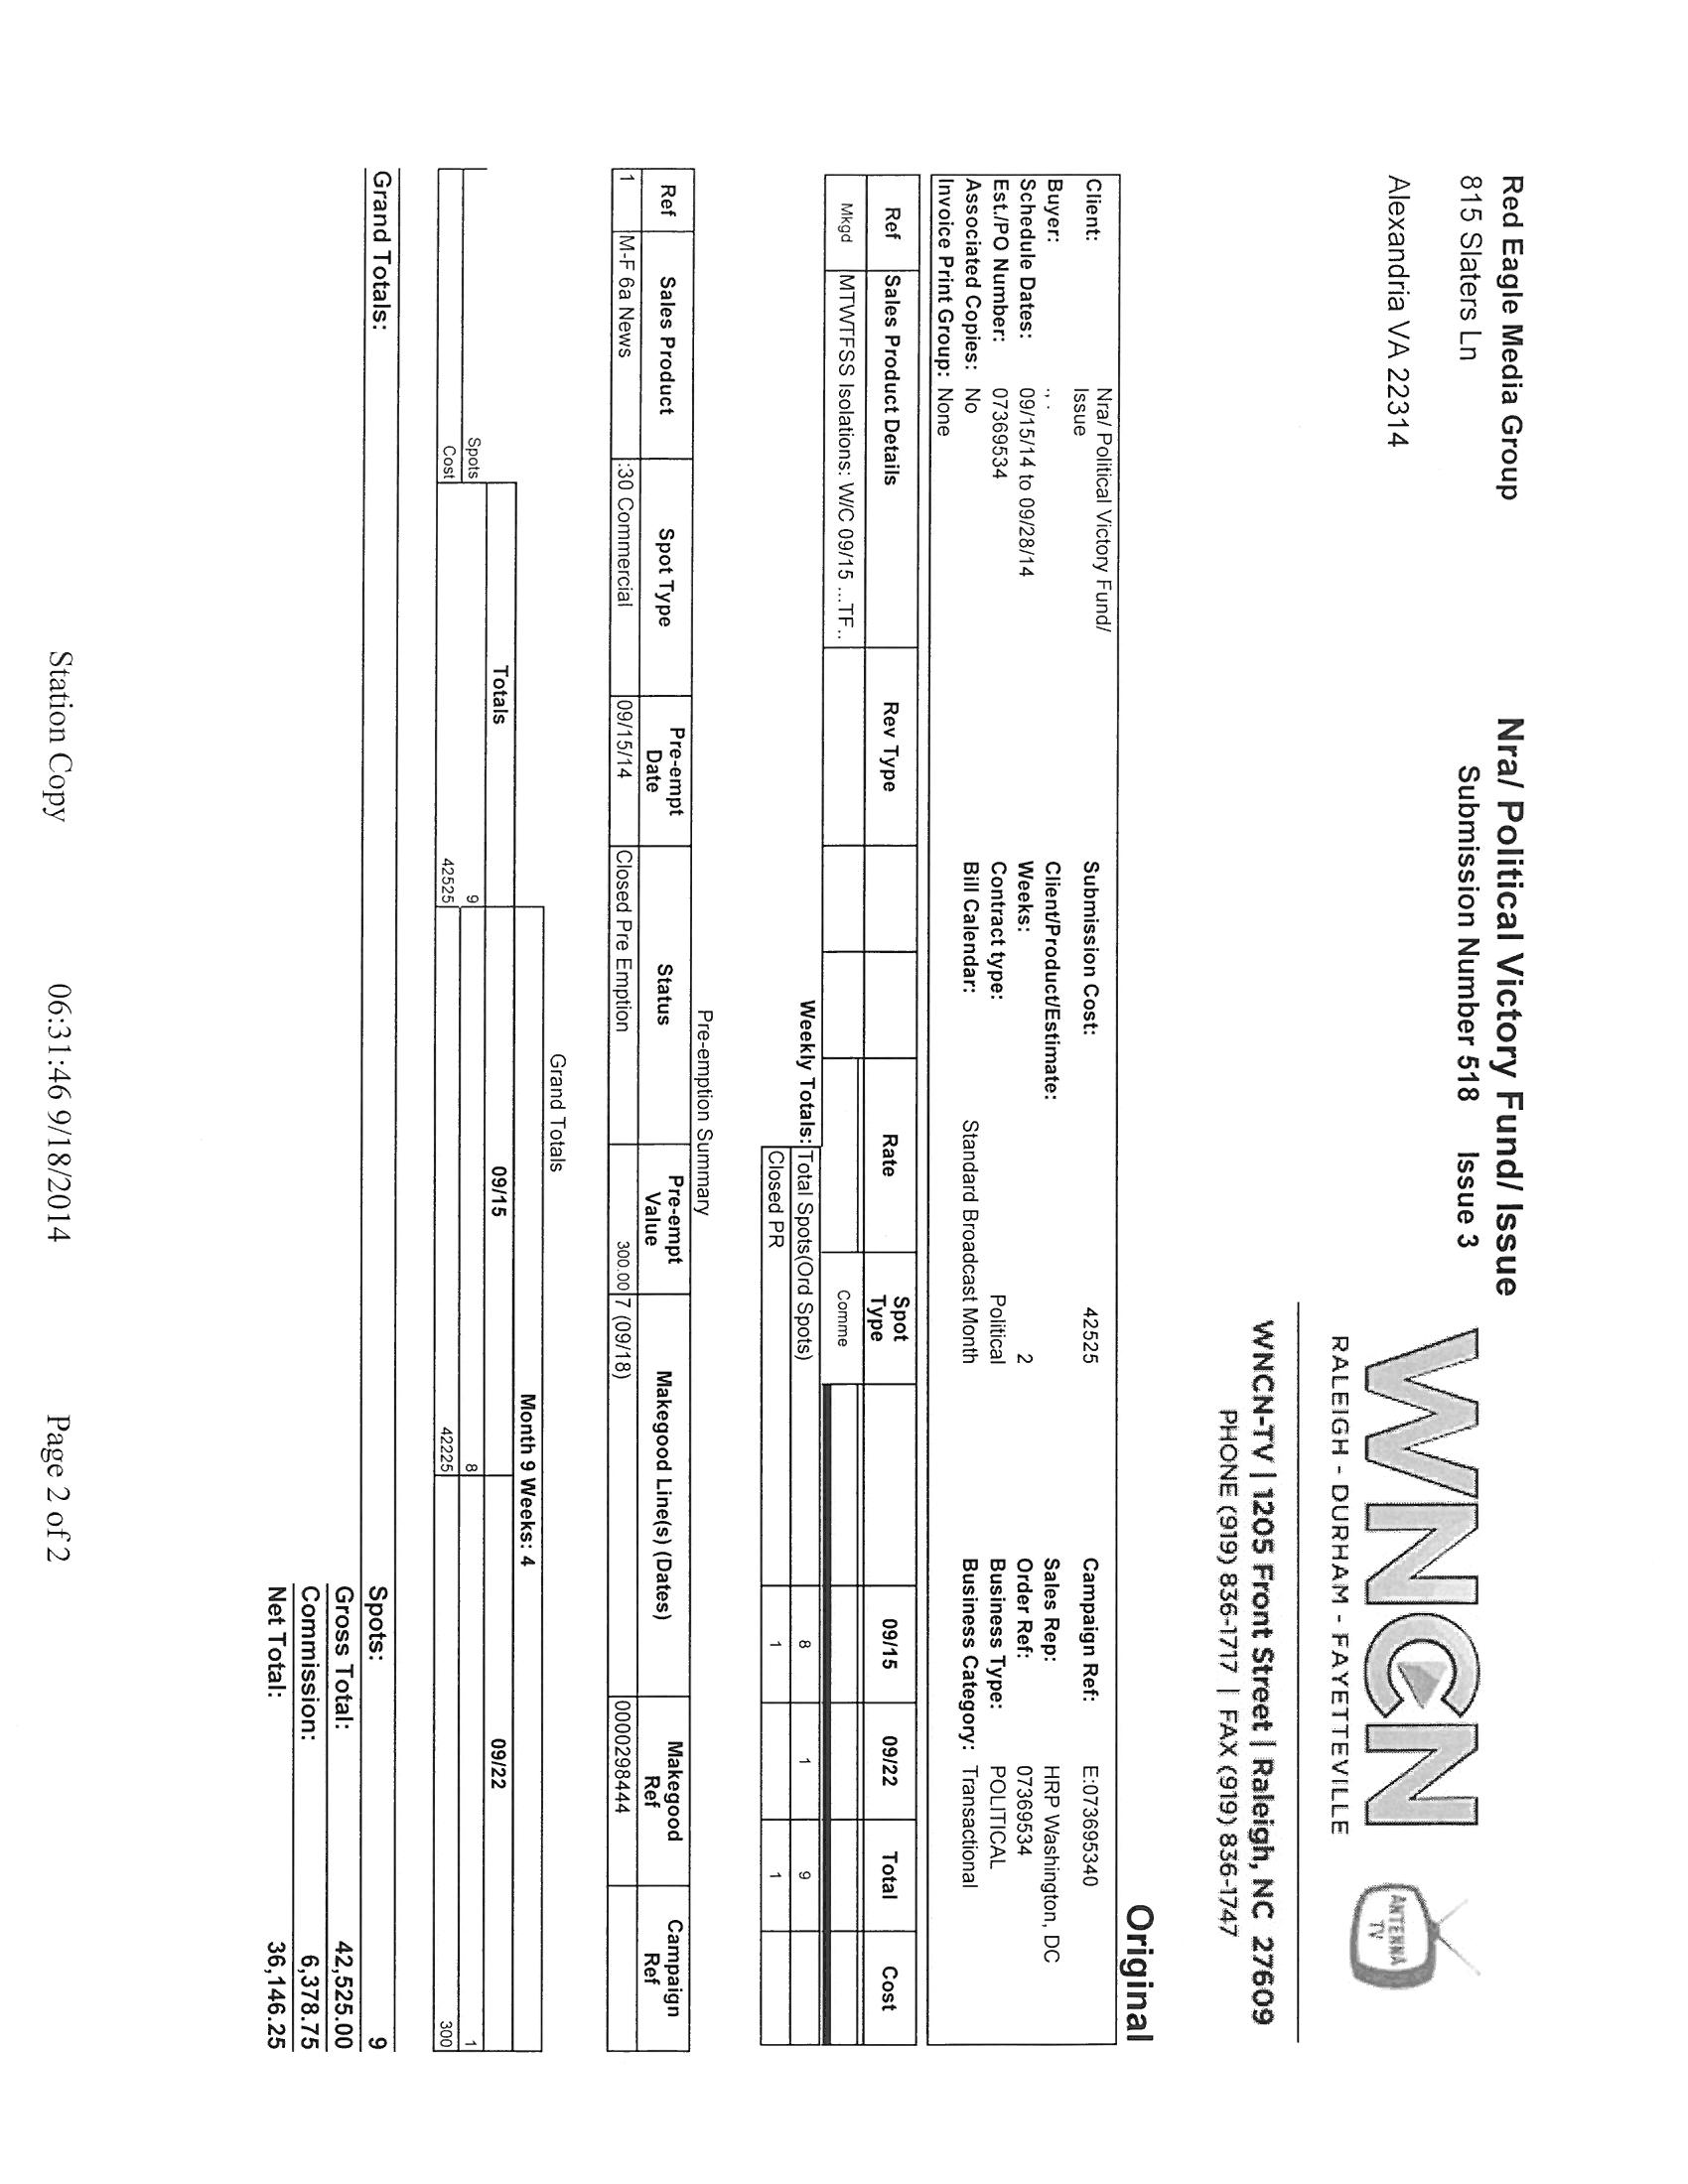 Red Eagle Media Group
815 Slaters Ln
Alexandria VA 22314
Nra/ Political Victory Fund/ Issue
Submission Number 518 Issue 3
WNCN
RALEIGH - DURHAM - FAYETTEVILLE
ANTENNA TV
WNCN-TV | 1205 Front Street | Raleigh, NC 27609
PHONE (919) 836-1717 | FAX (919) 836-1747
Original
Client: Nra/ Political Victory Fund/ Issue Submission Cost: 42525 Campaign Ref: E:073695340
Buyer: ., . Client/Product/Estimate: Sales Rep: HRP Washington, DC
Schedule Dates: 09/15/14 to 09/28/14 Weeks: 2 Order Ref: 07369534
Est./PO Number: 07369534 Contract type: Political Business Type: POLITICAL
Associated Copies: No Bill Calendar: Standard Broadcast Month Business Category: Transactional
Invoice Print Group: None
Ref Sales Product Details Rev Type Rate Spot Type 09/15 09/22 Total Cost
Mkgd MTWTFSS Isolations: W/C 09/15 ...TF.. Comme
Weekly Totals: Total Spots(Ord Spots) 8 1 9
Closed PR 1 1
Pre-emption Summary
Ref Sales Product Spot Type Pre-empt Date Status Pre-empt Value Makegood Line(s) (Dates) Makegood Ref Campaign Ref
1 M-F 6a News :30 Commercial 09/15/14 Closed Pre Emption 300.00 7 (09/18) 0000298444
Grand Totals
Month 9 Weeks: 4
Totals 09/15 09/22
Spots 9 8 1
Cost 42525 42225 300
Grand Totals: Spots: 9
Gross Total: 42,525.00
Commission: 6,378.75
Net Total: 36,146.25
Station Copy 06:31:46 9/18/2014 Page 2 of 2